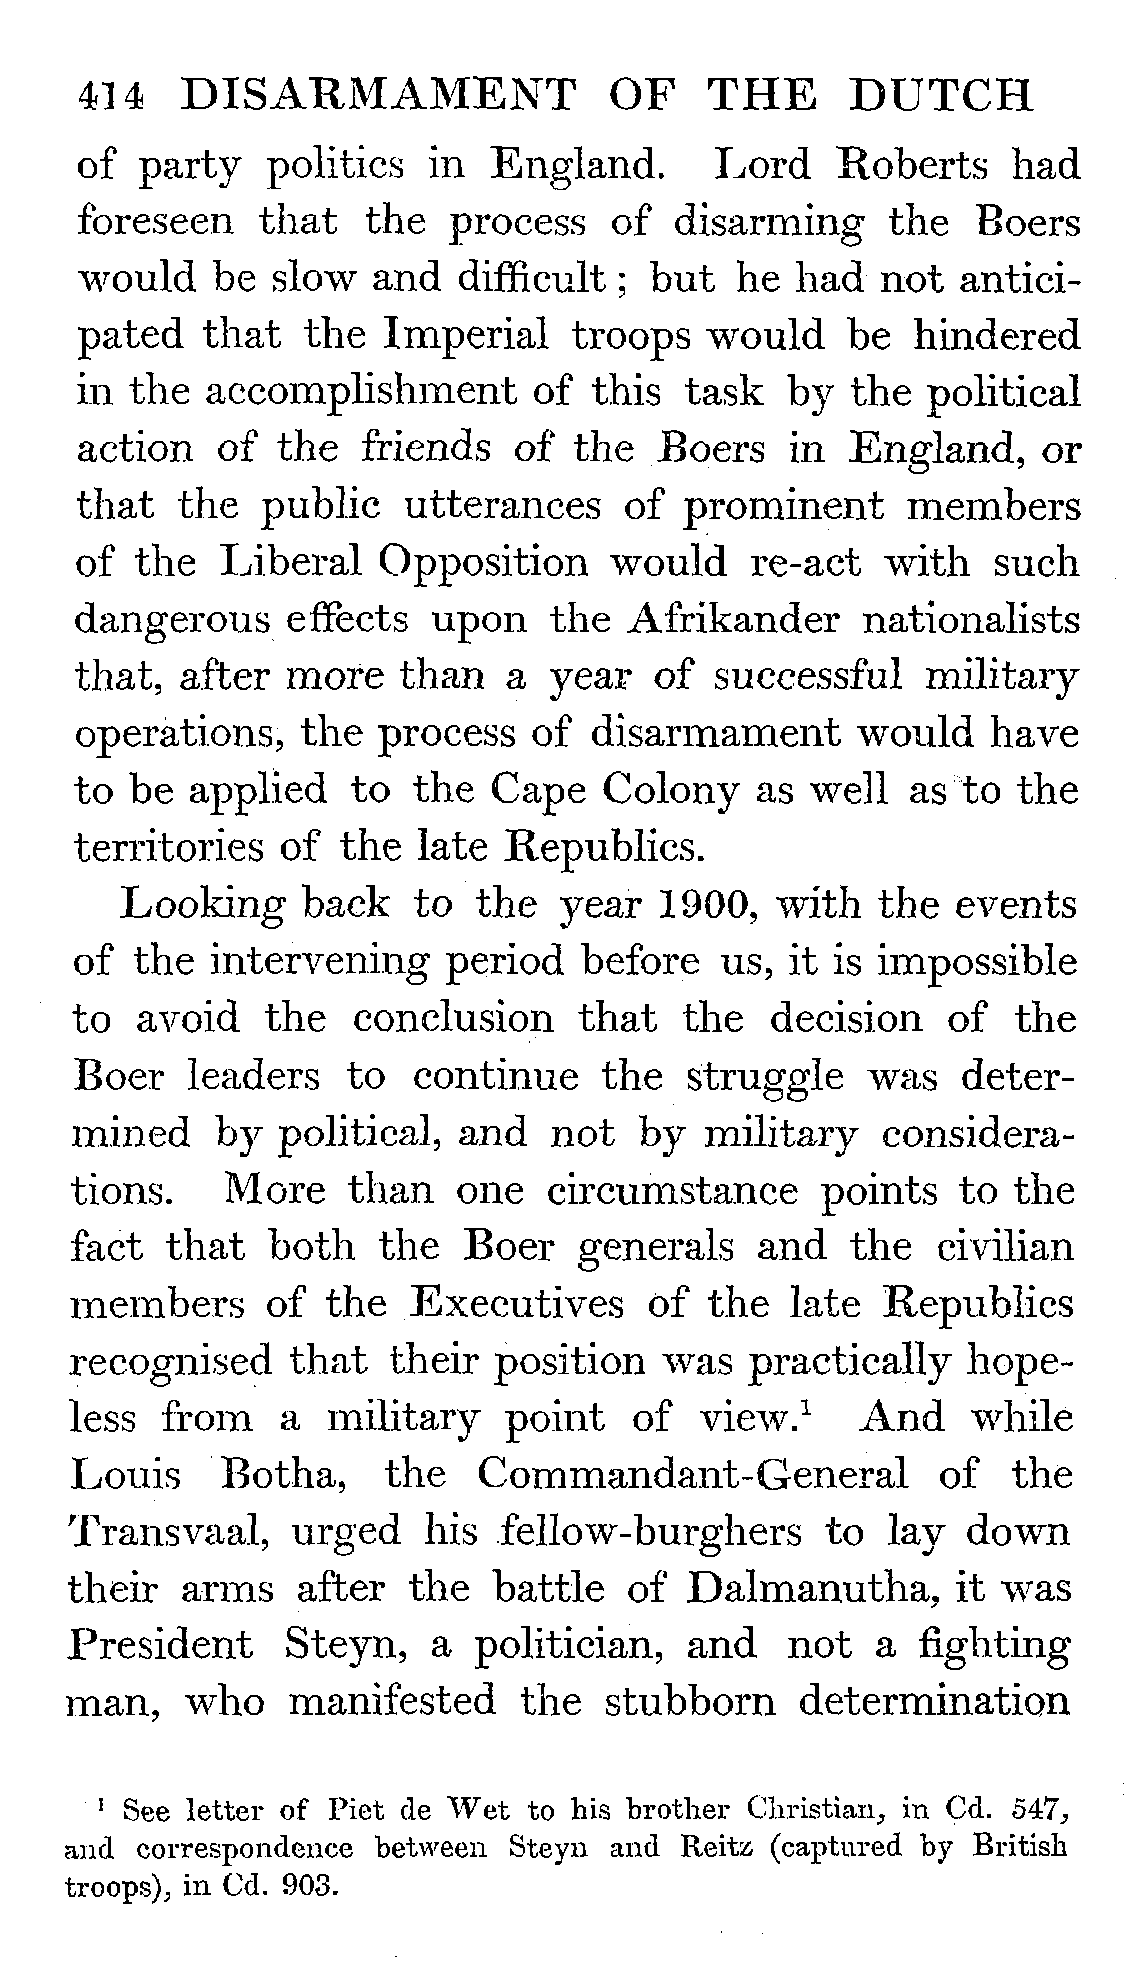 414 DISARMAMENT OF THE DUTCH
of party politics in England. Lord Roberts had
foreseen that the process of disarming the Boers
would be slow and difficult ; but he had not antici-
pated that the Imperial troops would be hindered
in the accomplishment of this task by the political
action of the friends of the Boers in England, or
that the public utterances of prominent members
of the Liberal Opposition would re-act with such
dangerous effects upon the Afrikander nationalists
that, after more than a year of successful military
operations, the process of disarmament would have
to be applied to the Cape Colony as well as to the
territories of the late Republics.
Looking back to the year 1900, with the events
of the intervening period before us, it is impossible
to avoid the conclusion that the decision of the
Boer leaders to continue the struggle was deter-
mined by political, and not by military considera-
tions. More than one circumstance points to the
fact that both the Boer generals and the civilian
members of the Executives of the late Republics
recognised that their position was practically hope-
less from a military point of view.¹ And while
Louis Botha, the Commandant-General of the
Transvaal, urged his fellow-burghers to lay down
their arms after the battle of Dalmanutha, it was
President Steyn, a politician, and not a fighting
man, who manifested the stubborn determination
¹ See letter of Piet de Wet to his brother Christian, in Cd. 547,
and correspondence between Steyn and Reitz (captured by British
troops), in Cd. 903.